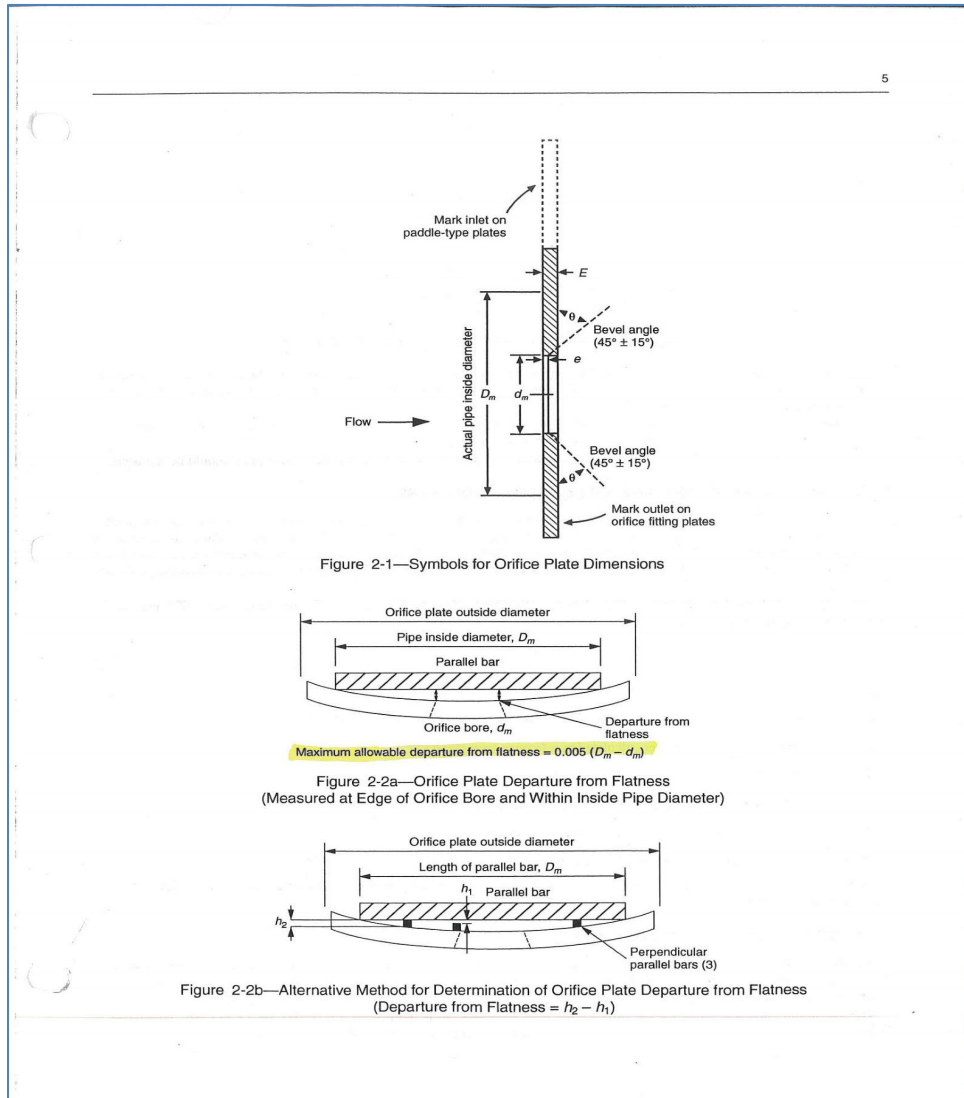 5
Mark inlet on
paddle-type plates
E
θ
Bevel angle
(45° ± 15°)
e
Actual pipe inside diameter
Dₘ
dₘ
Flow
Bevel angle
(45° ± 15°)
θ
Mark outlet on
orifice fitting plates
Figure 2-1—Symbols for Orifice Plate Dimensions
Orifice plate outside diameter
Pipe inside diameter, Dₘ
Parallel bar
Departure from
flatness
Orifice bore, dₘ
Maximum allowable departure from flatness = 0.005 (Dₘ – dₘ)
Figure 2-2a—Orifice Plate Departure from Flatness
(Measured at Edge of Orifice Bore and Within Inside Pipe Diameter)
Orifice plate outside diameter
Length of parallel bar, Dₘ
h₁ Parallel bar
h₂
Perpendicular
parallel bars (3)
Figure 2-2b—Alternative Method for Determination of Orifice Plate Departure from Flatness
(Departure from Flatness = h₂ – h₁)